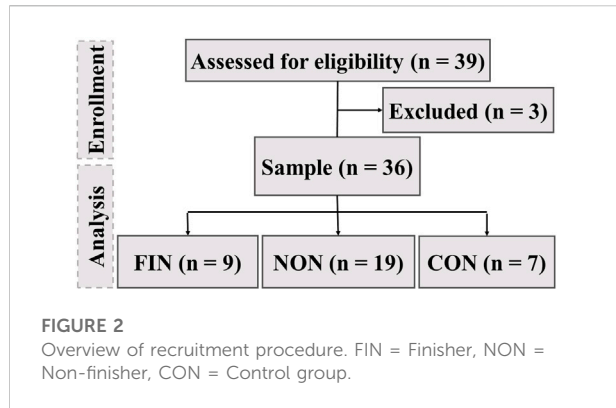 Enrollment
Assessed for eligibility (n = 39)
Excluded (n = 3)
Sample (n = 36)
Analysis
FIN (n = 9)
NON (n = 19)
CON (n = 7)
FIGURE 2
Overview of recruitment procedure. FIN = Finisher, NON =
Non-finisher, CON = Control group.